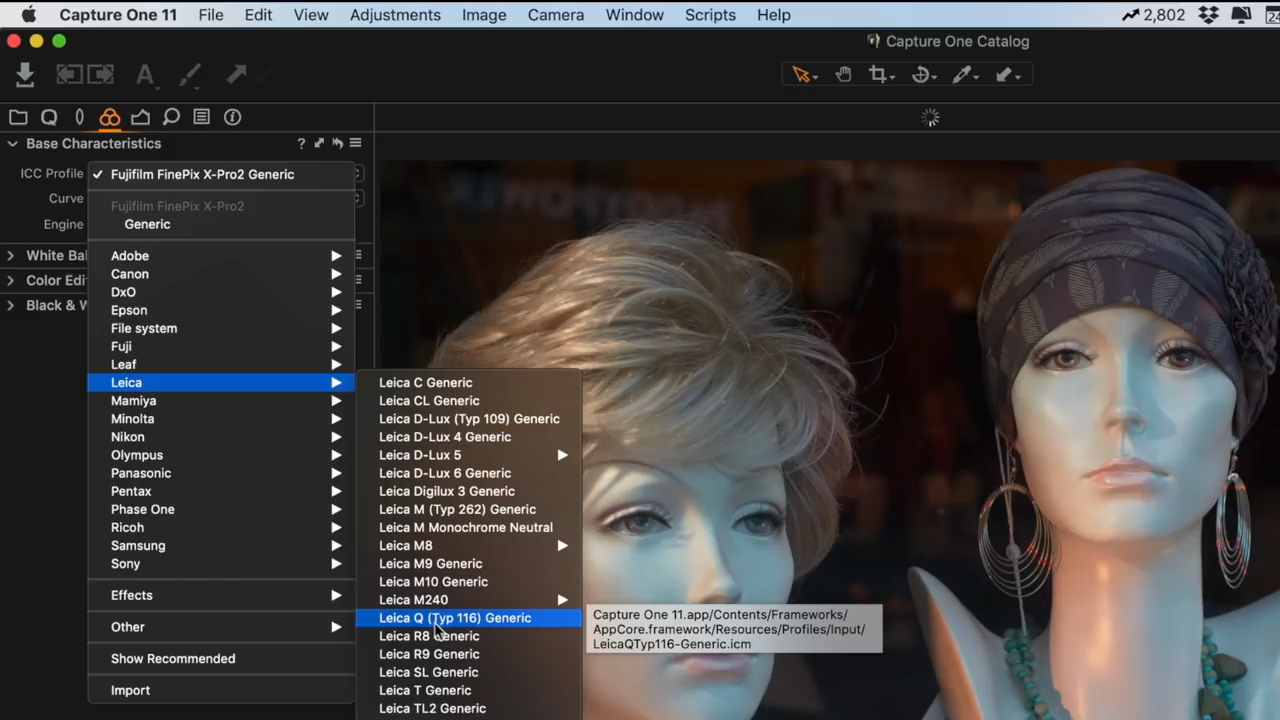 Capture One 11 File Edit View Adjustments Image Camera Window Scripts Help 2,802
Capture One Catalog
Base Characteristics ?
ICC Profile
Curve
Engine
White Bal
Color Edi
Black & W
Fujifilm FinePix X-Pro2 Generic
Fujifilm FinePix X-Pro2
Generic
Adobe
Canon
DxO
Epson
File system
Fuji
Leaf
Leica
Mamiya
Minolta
Nikon
Olympus
Panasonic
Pentax
Phase One
Ricoh
Samsung
Sony
Effects
Other
Show Recommended
Import
Leica C Generic
Leica CL Generic
Leica D-Lux (Typ 109) Generic
Leica D-Lux 4 Generic
Leica D-Lux 5
Leica D-Lux 6 Generic
Leica Digilux 3 Generic
Leica M (Typ 262) Generic
Leica M Monochrome Neutral
Leica M8
Leica M9 Generic
Leica M10 Generic
Leica M240
Leica Q (Typ 116) Generic
Leica R8 Generic
Leica R9 Generic
Leica SL Generic
Leica T Generic
Leica TL2 Generic
Capture One 11.app/Contents/Frameworks/
AppCore.framework/Resources/Profiles/Input/
LeicaQTyp116-Generic.icm